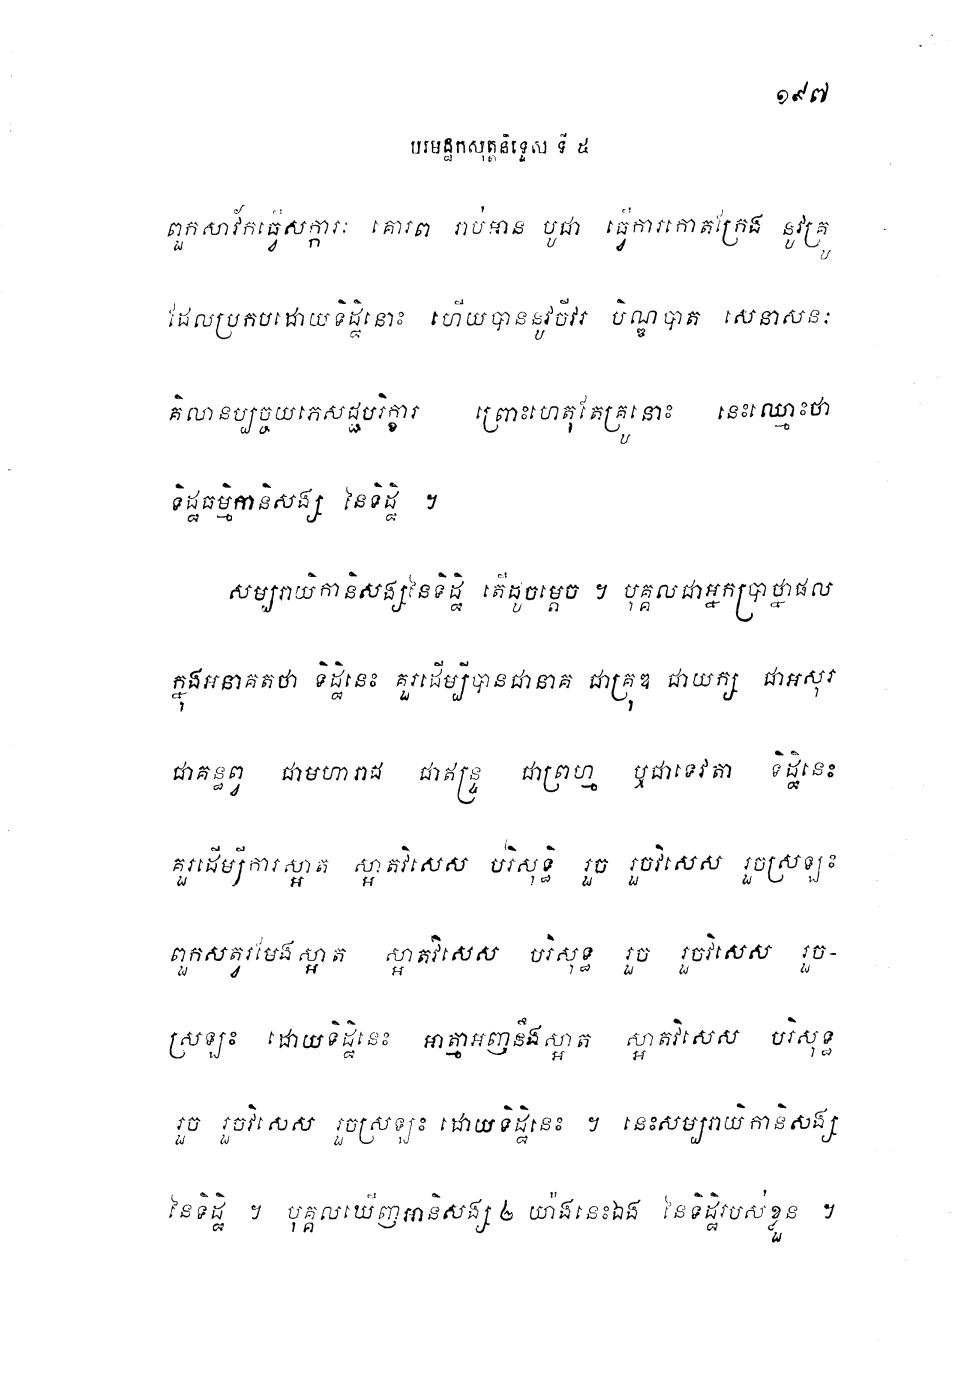 ១៩៧
បរមដ្ឋកសុត្តនិទ្ទេស ទី ៥
ពួកសាវ័កធ្វើសក្ការៈ គោរព រាប់អាន បូជា ធ្វើការកោតក្រែង នូវគ្រូ
ដែលប្រកបដោយទិដ្ឋិនោះ ហើយបាននូវចីវរ បិណ្ឌបាត សេនាសនៈ
គិលានប្បច្ចយភេសជ្ជបរិក្ខារ ព្រោះហេតុតែគ្រូនោះ នេះឈ្មោះថា
ទិដ្ឋធម្មិកានិសង្ស នៃទិដ្ឋិ ។
សម្បរាយិកានិសង្សនៃទិដ្ឋិ តើដូចម្តេច ។ បុគ្គលជាអ្នកប្រាថ្នាផល
ក្នុងអនាគតថា ទិដ្ឋិនេះ គួរដើម្បីបានជានាគ ជាគ្រុឌ ជាយក្ស ជាអសុរ
ជាគន្ធព្វ ជាមហារាជ ជាឥន្ទ្រ ជាព្រហ្ម ឬជាទេវតា ទិដ្ឋិនេះ
គួរដើម្បីការស្អាត ស្អាតវិសេស បរិសុទ្ធិ រួច រួចវិសេស រួចស្រឡះ
ពួកសត្វរមែងស្អាត ស្អាតវិសេស បរិសុទ្ធ រួច រួចវិសេស រួច-
ស្រឡះ ដោយទិដ្ឋិនេះ អាត្មាអញនឹងស្អាត ស្អាតវិសេស បរិសុទ្ធ
រួច រួចវិសេស រួចស្រឡះ ដោយទិដ្ឋិនេះ ។ នេះសម្បរាយិកានិសង្ស
នៃទិដ្ឋិ ។ បុគ្គលឃើញអានិសង្ស ៤ យ៉ាងនេះឯង នៃទិដ្ឋិរបស់ខ្លួន ។